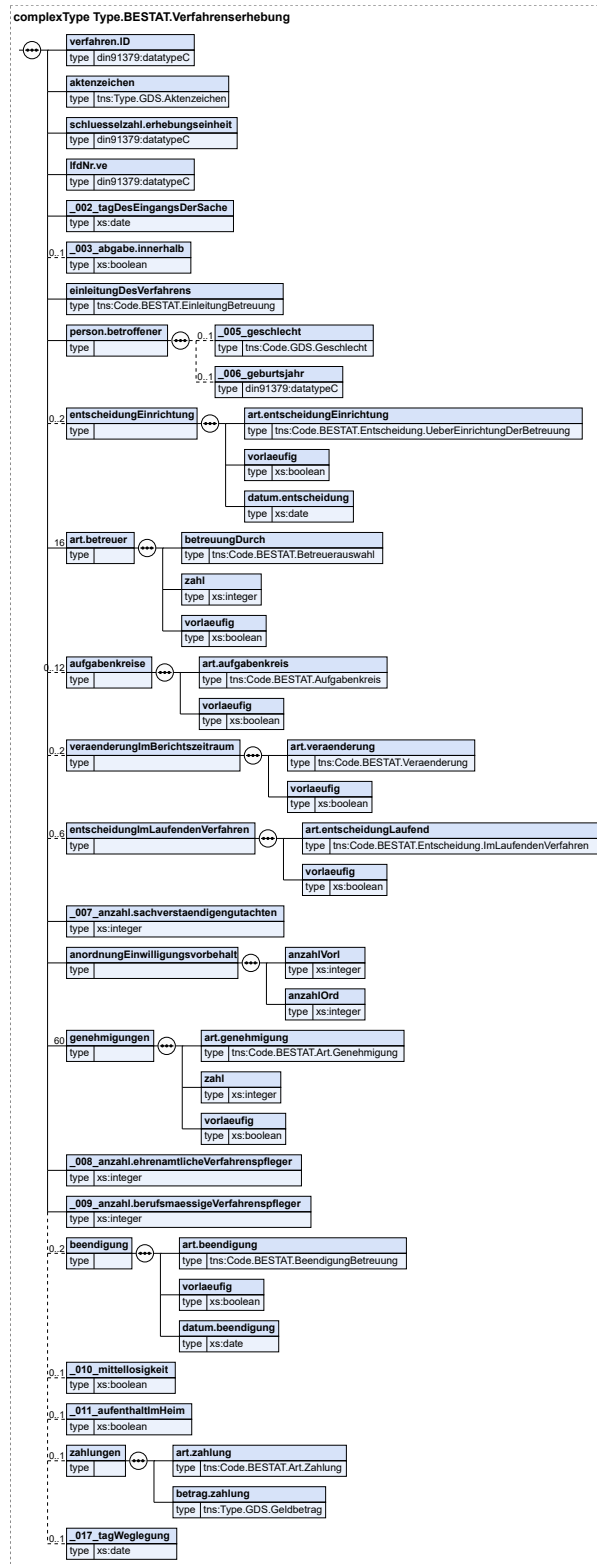 complexType Type.BESTAT.Verfahrenserhebung
verfahren.ID
type din91379:datatypeC
aktenzeichen
type tns:Type.GDS.Aktenzeichen
schluesselzahl.erhebungseinheit
type din91379:datatypeC
lfdNr.ve
type din91379:datatypeC
_002_tagDesEingangsDerSache
type xs:date
0..1 _003_abgabe.innerhalb
type xs:boolean
einleitungDesVerfahrens
type tns:Code.BESTAT.EinleitungBetreuung
person.betroffener
type
0..1 _005_geschlecht
type tns:Code.GDS.Geschlecht
0..1 _006_geburtsjahr
type din91379:datatypeC
0..2 entscheidungEinrichtung
type
art.entscheidungEinrichtung
type tns:Code.BESTAT.Entscheidung.UeberEinrichtungDerBetreuung
vorlaeufig
type xs:boolean
datum.entscheidung
type xs:date
16 art.betreuer
type
betreuungDurch
type tns:Code.BESTAT.Betreuerauswahl
zahl
type xs:integer
vorlaeufig
type xs:boolean
0..12 aufgabenkreise
type
art.aufgabenkreis
type tns:Code.BESTAT.Aufgabenkreis
vorlaeufig
type xs:boolean
0..2 veraenderungImBerichtszeitraum
type
art.veraenderung
type tns:Code.BESTAT.Veraenderung
vorlaeufig
type xs:boolean
0..6 entscheidungImLaufendenVerfahren
type
art.entscheidungLaufend
type tns:Code.BESTAT.Entscheidung.ImLaufendenVerfahren
vorlaeufig
type xs:boolean
_007_anzahl.sachverstaendigengutachten
type xs:integer
anordnungEinwilligungsvorbehalt
type
anzahlVorl
type xs:integer
anzahlOrd
type xs:integer
60 genehmigungen
type
art.genehmigung
type tns:Code.BESTAT.Art.Genehmigung
zahl
type xs:integer
vorlaeufig
type xs:boolean
_008_anzahl.ehrenamtlicheVerfahrenspfleger
type xs:integer
_009_anzahl.berufsmaessigeVerfahrenspfleger
type xs:integer
0..2 beendigung
type
art.beendigung
type tns:Code.BESTAT.BeendigungBetreuung
vorlaeufig
type xs:boolean
datum.beendigung
type xs:date
0..1 _010_mittellosigkeit
type xs:boolean
0..1 _011_aufenthaltImHeim
type xs:boolean
0..1 zahlungen
type
art.zahlung
type tns:Code.BESTAT.Art.Zahlung
betrag.zahlung
type tns:Type.GDS.Geldbetrag
0..1 _017_tagWeglegung
type xs:date